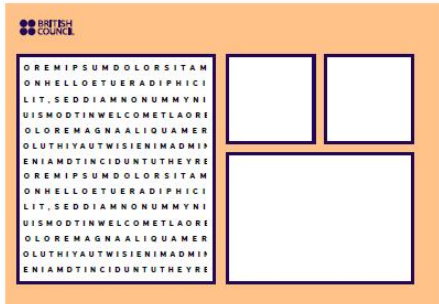 BRITISH
COUNCIL
OREMIPSUMDOLORSITAM
ONHELLOETUERADIPHICI
LIT,SEDDIAMNONUMMYNI
UISMODTINWELCOMETLAORE
OLOREMAGNAALIQUAMER
OLUTHIYAUTWISIENIMADMIN
ENIAMDTINCIDUNTUTHEYRE
OREMIPSUMDOLORSITAM
ONHELLOETUERADIPHICI
LIT,SEDDIAMNONUMMYNI
UISMODTINWELCOMETLAORE
OLOREMAGNAALIQUAMER
OLUTHIYAUTWISIENIMADMIN
ENIAMDTINCIDUNTUTHEYRE